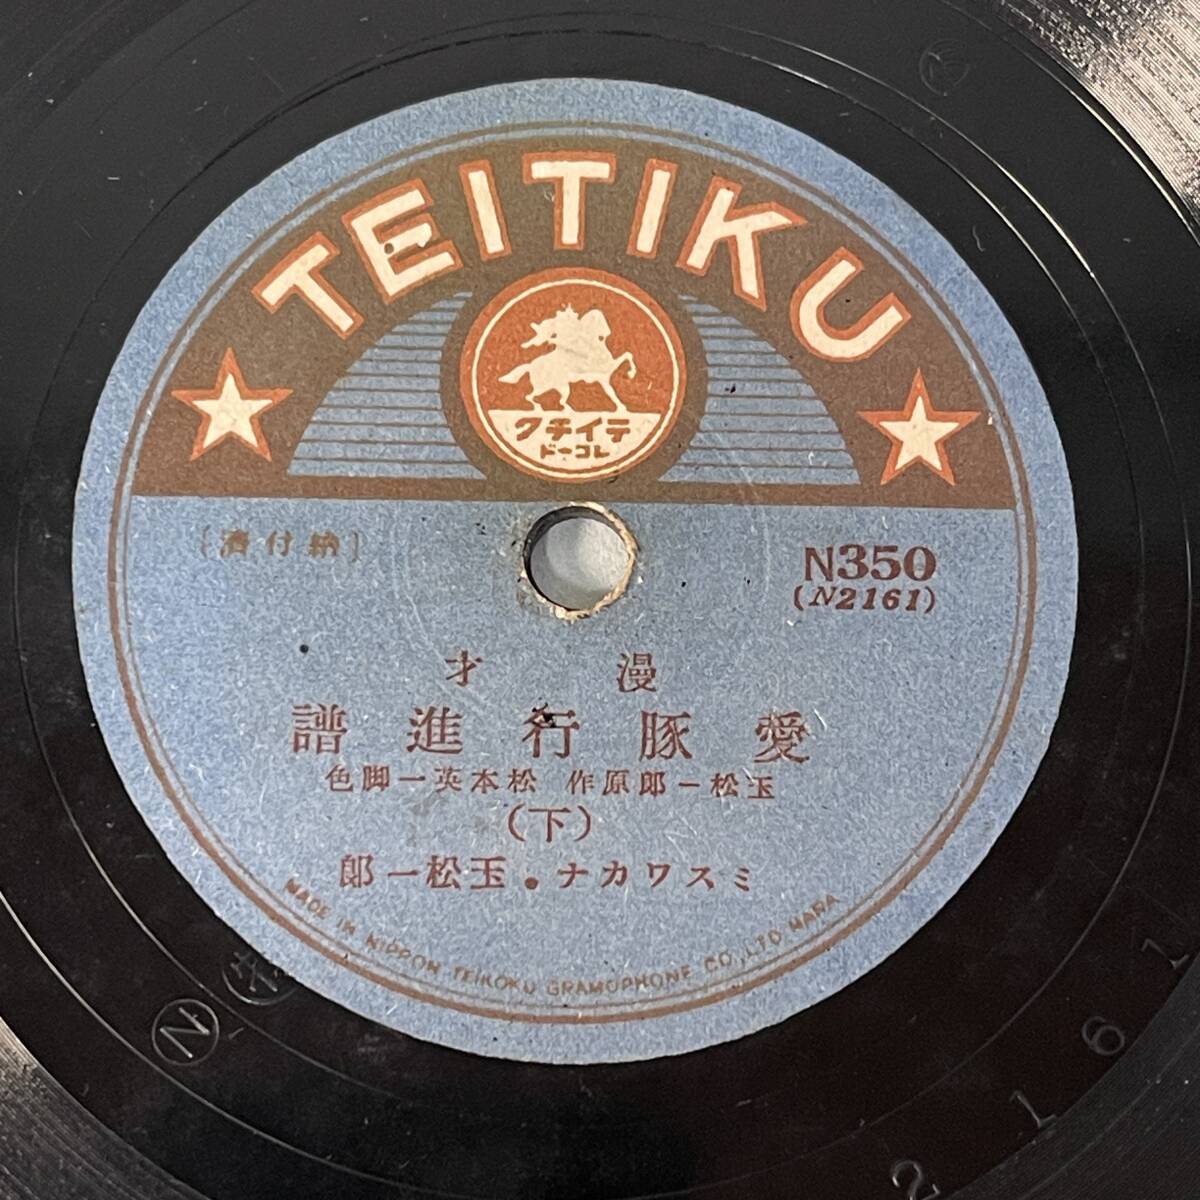 TEITIKU
テイチク
レコード
(納付濟)
N350
(N2161)
漫才
愛豚行進譜
玉松一郎原作 松本英一脚色
(下)
ミスワカナ・玉松一郎
MADE IN NIPPON TEIKOKU GRAMOPHONE CO., LTD. NARA
N
2161